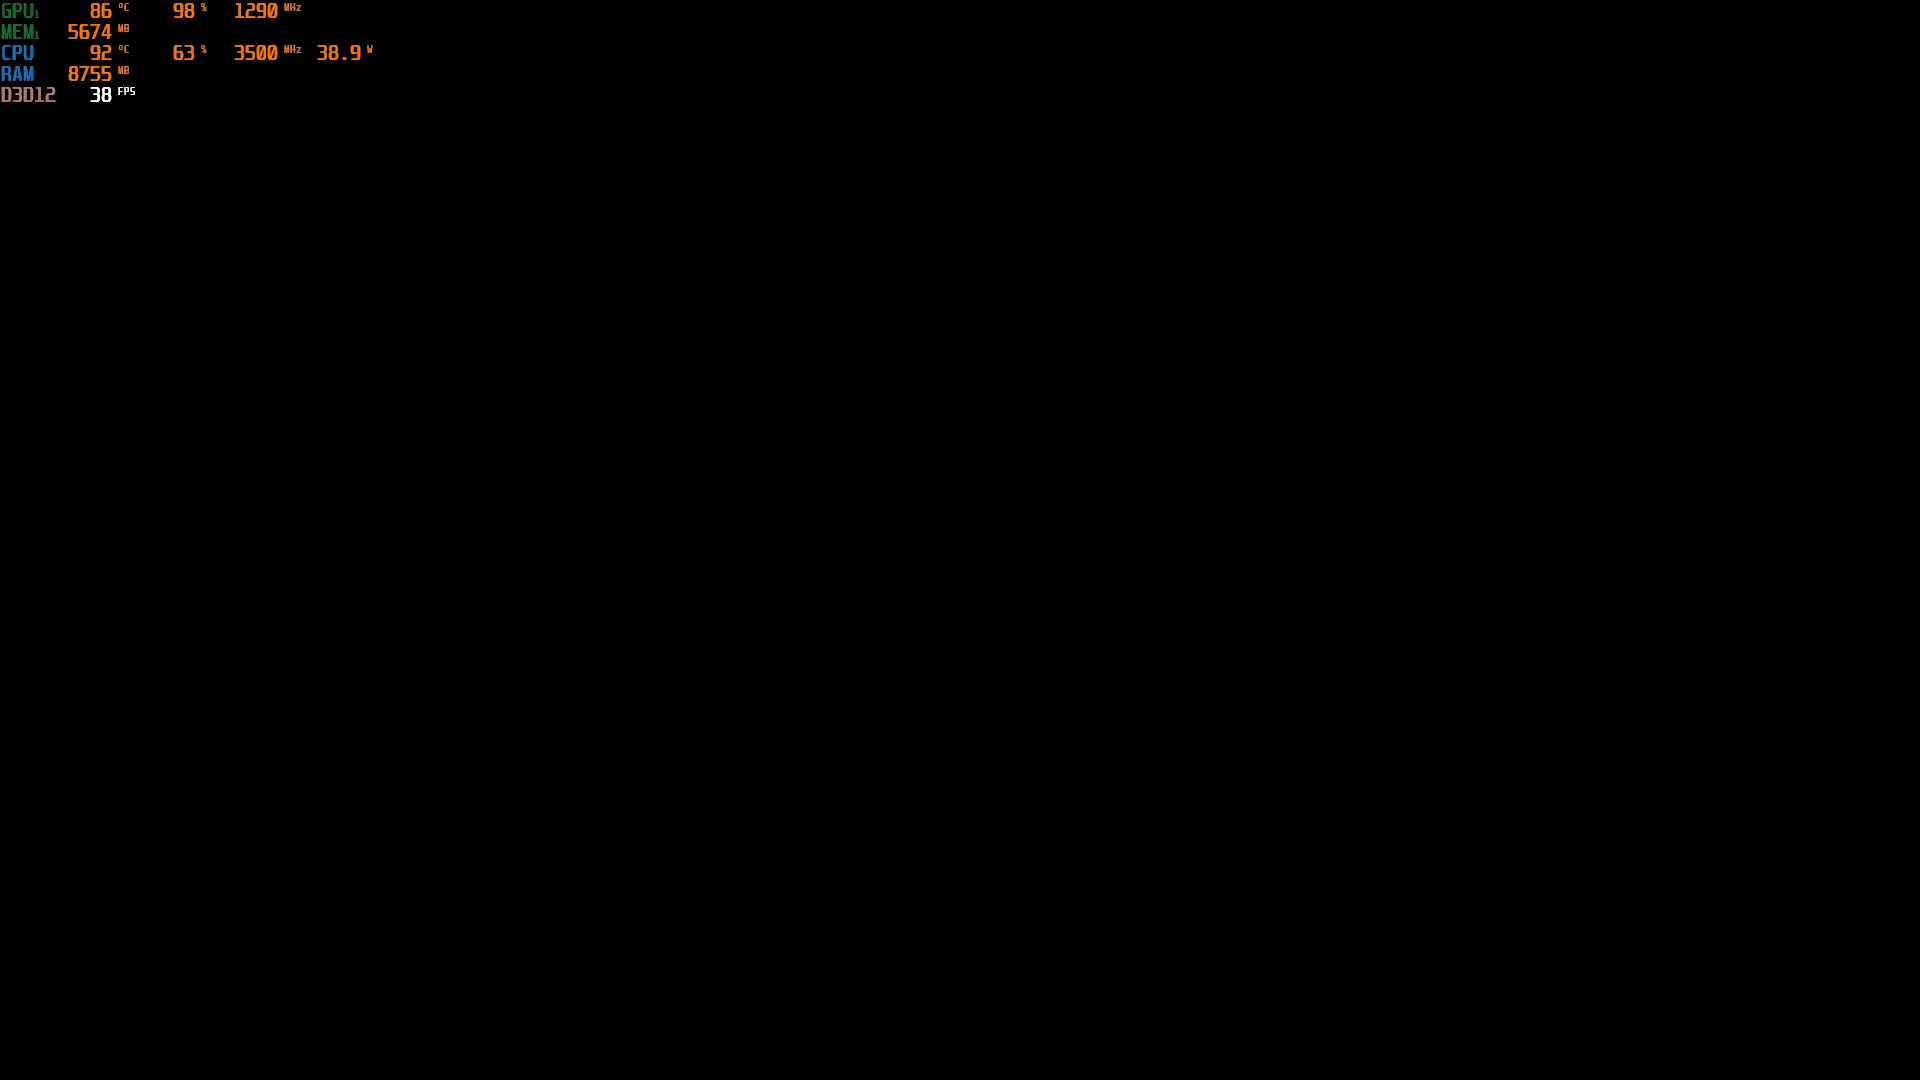 GPU1 86 °C 98 % 1290 MHz
MEM1 5674 MB
CPU 92 °C 63 % 3500 MHz 38.9 W
RAM 8755 MB
D3D12 38 FPS